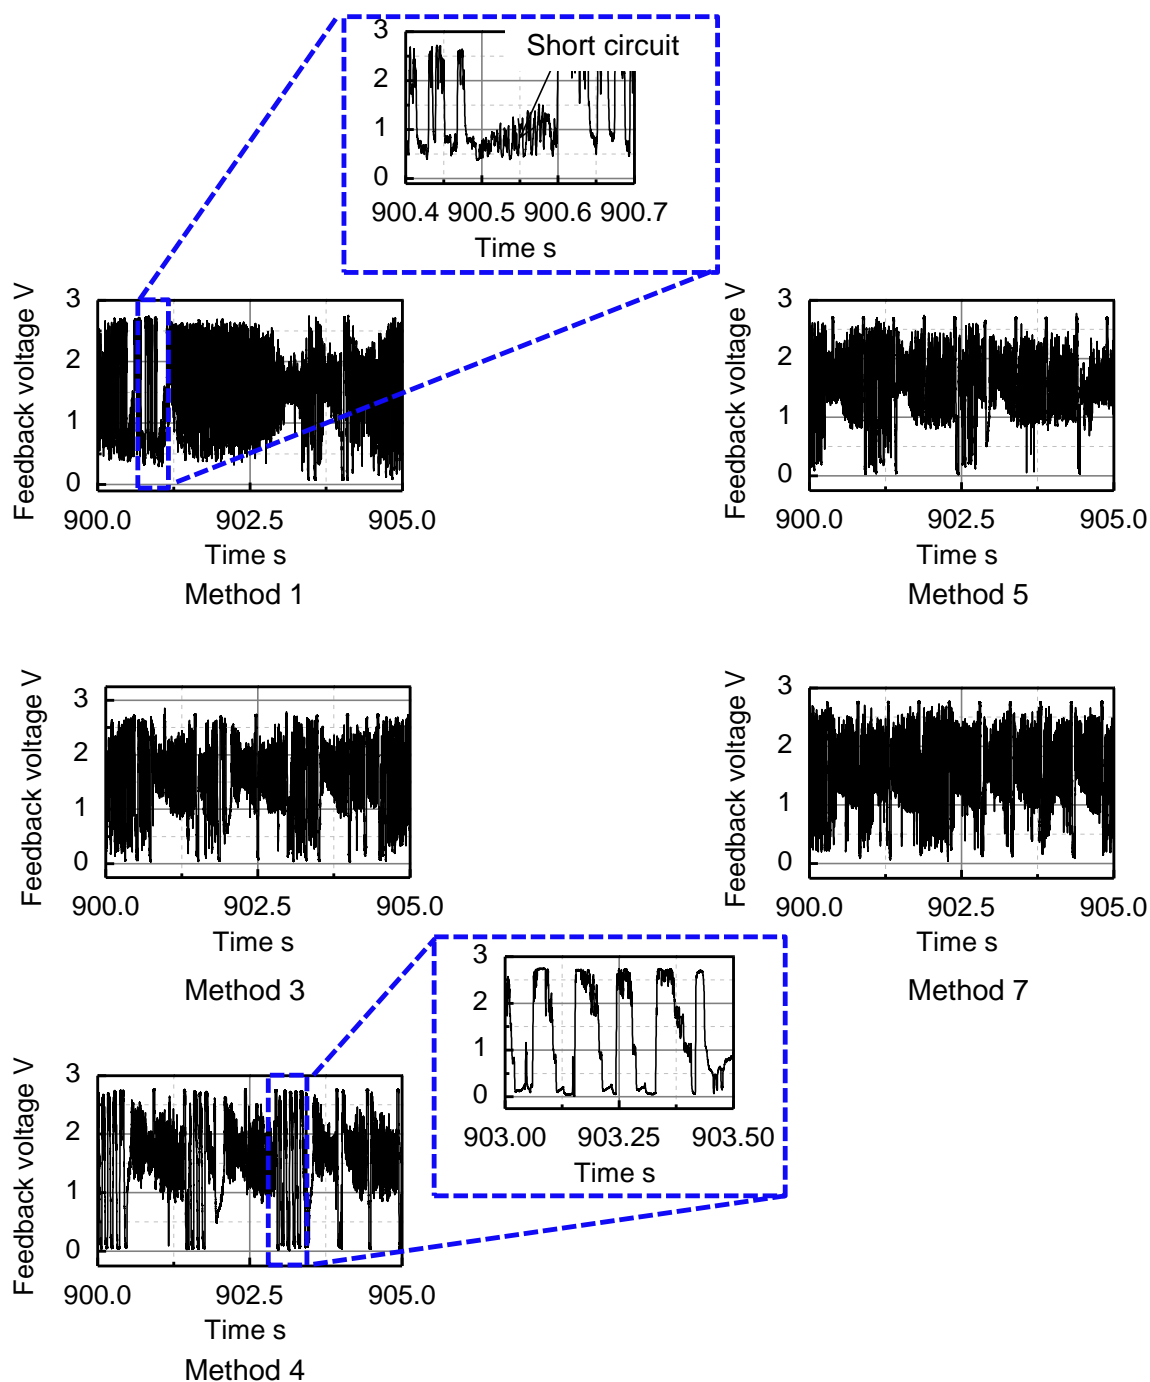 3
2
1
0
Short circuit
900.4 900.5 900.6 900.7
Time s
Feedback voltage V
3
2
1
0
900.0 902.5 905.0
Time s
Method 1
Feedback voltage V
3
2
1
0
900.0 902.5 905.0
Time s
Method 5
Feedback voltage V
3
2
1
0
900.0 902.5 905.0
Time s
Method 3
Feedback voltage V
3
2
1
0
900.0 902.5 905.0
Time s
Method 7
3
2
1
0
903.00 903.25 903.50
Time s
Feedback voltage V
3
2
1
0
900.0 902.5 905.0
Time s
Method 4